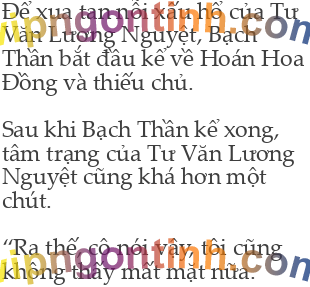 Để xua tan nỗi xấu hổ của Tư
Văn Lương Nguyệt, Bạch
Thần bắt đầu kể về Hoán Hoa
Đồng và thiếu chủ.
Sau khi Bạch Thần kể xong,
tâm trạng của Tư Văn Lương
Nguyệt cũng khá hơn một
chút.
“Ra thế, cô nói vậy, tôi cũng
không thấy mất mặt nữa.